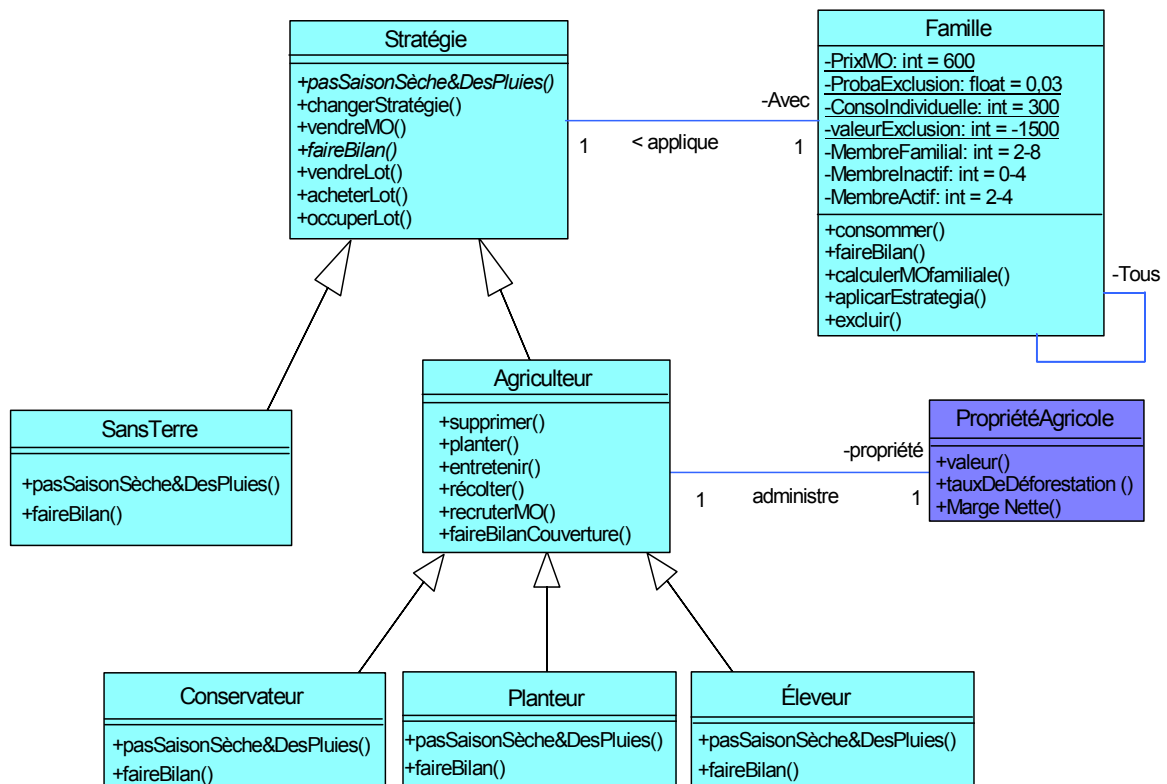 Stratégie
+pasSaisonSèche&DesPluies()
+changerStratégie()
+vendreMO()
+faireBilan()
+vendreLot()
+acheterLot()
+occuperLot()
-Avec
1
< applique
1
Famille
-PrixMO: int = 600
-ProbaExclusion: float = 0,03
-ConsoIndividuelle: int = 300
-valeurExclusion: int = -1500
-MembreFamilial: int = 2-8
-MembreInactif: int = 0-4
-MembreActif: int = 2-4
+consommer()
+faireBilan()
+calculerMOfamiliale()
+aplicarEstrategia()
+excluir()
-Tous
SansTerre
+pasSaisonSèche&DesPluies()
+faireBilan()
Agriculteur
+supprimer()
+planter()
+entretenir()
+récolter()
+recruterMO()
+faireBilanCouverture()
-propriété
1
administre
1
PropriétéAgricole
+valeur()
+tauxDeDéforestation ()
+Marge Nette()
Conservateur
+pasSaisonSèche&DesPluies()
+faireBilan()
Planteur
+pasSaisonSèche&DesPluies()
+faireBilan()
Éleveur
+pasSaisonSèche&DesPluies()
+faireBilan()